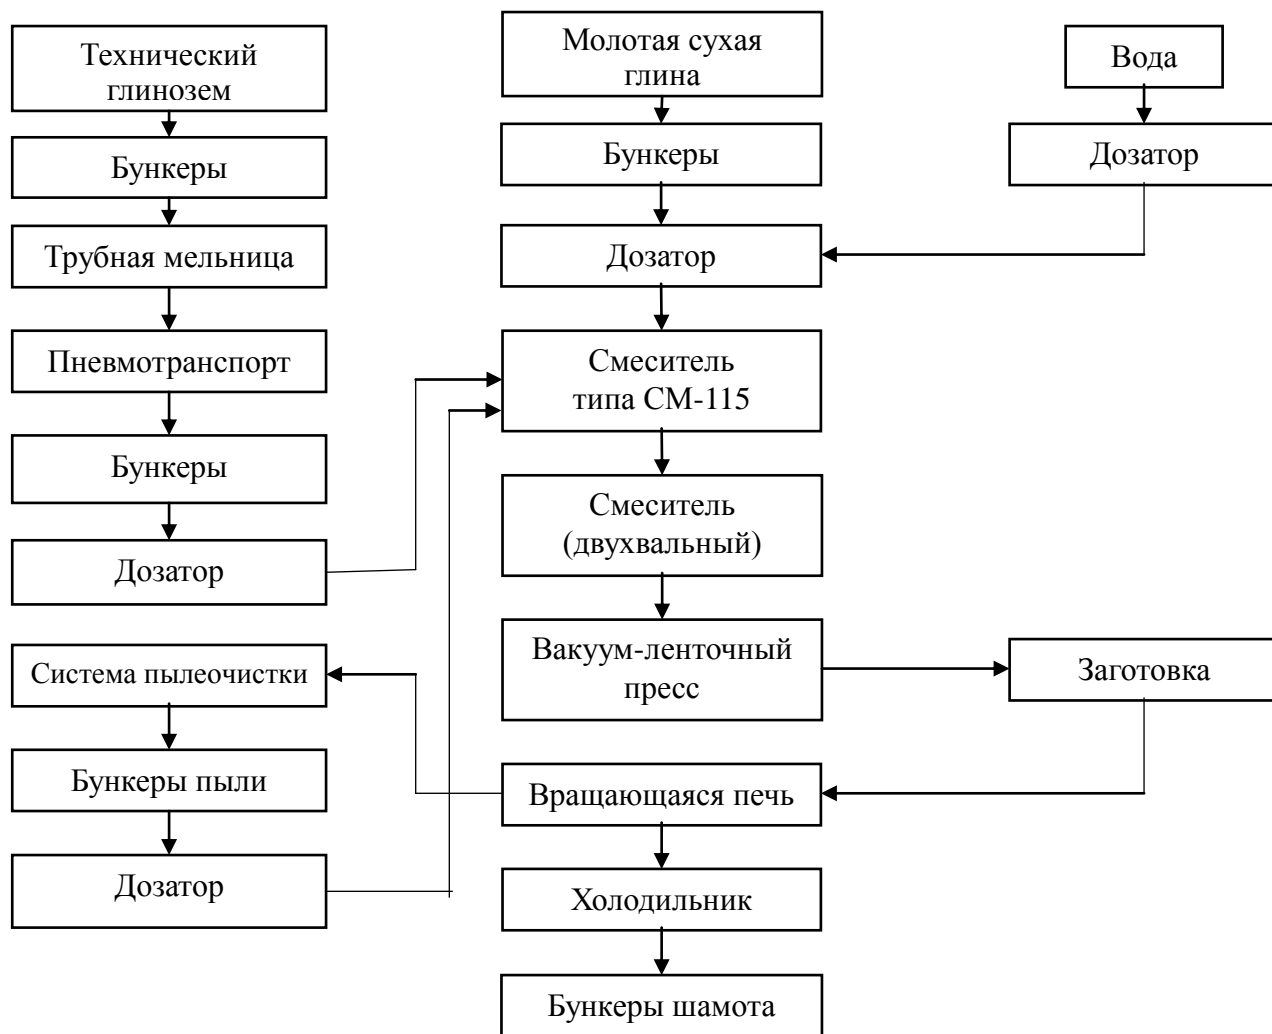 Технический
глинозем
Бункеры
Трубная мельница
Пневмотранспорт
Бункеры
Дозатор
Система пылеочистки
Бункеры пыли
Дозатор
Молотая сухая
глина
Бункеры
Дозатор
Смеситель
типа СМ-115
Смеситель
(двухвальный)
Вакуум-ленточный
пресс
Вращающаяся печь
Холодильник
Бункеры шамота
Вода
Дозатор
Заготовка